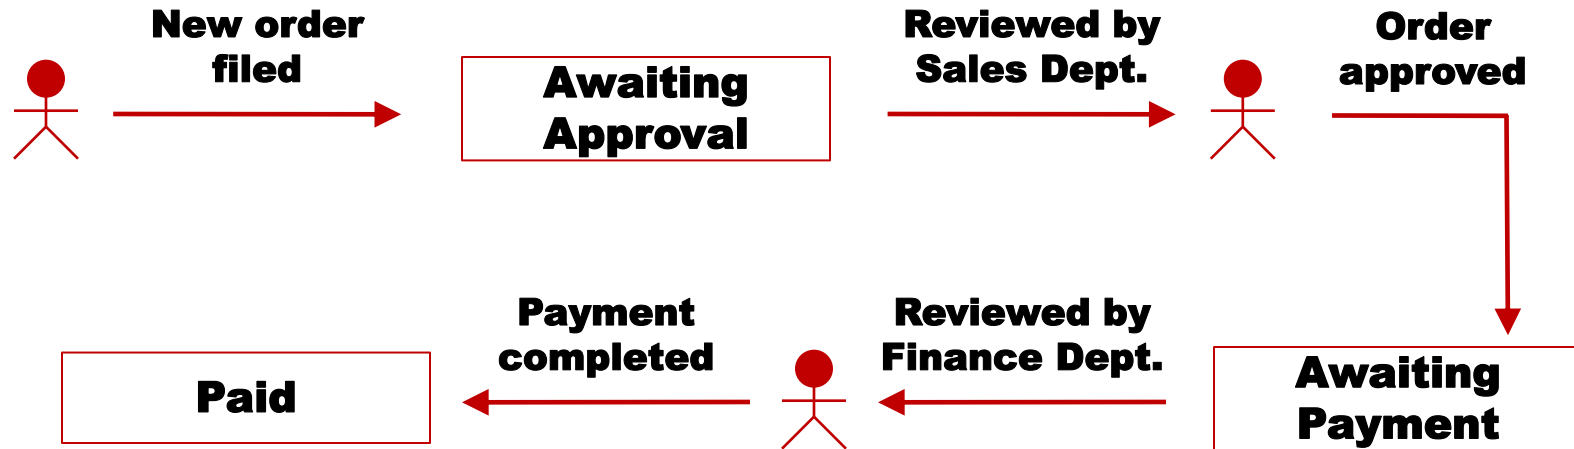 New order
filed
Awaiting
Approval
Reviewed by
Sales Dept.
Order
approved
Paid
Payment
completed
Reviewed by
Finance Dept.
Awaiting
Payment